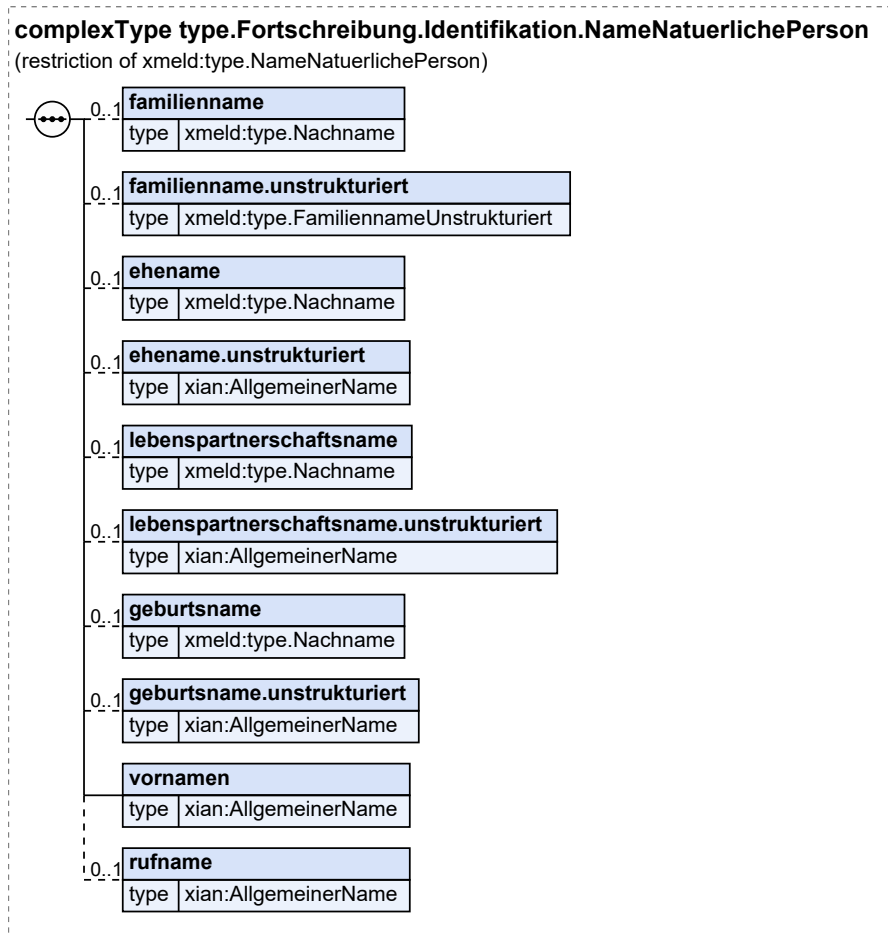 complexType type.Fortschreibung.Identifikation.NameNatuerlichePerson
(restriction of xmeld:type.NameNatuerlichePerson)
0..1 familienname
type xmeld:type.Nachname
0..1 familienname.unstrukturiert
type xmeld:type.FamiliennameUnstrukturiert
0..1 ehename
type xmeld:type.Nachname
0..1 ehename.unstrukturiert
type xian:AllgemeinerName
0..1 lebenspartnerschaftsname
type xmeld:type.Nachname
0..1 lebenspartnerschaftsname.unstrukturiert
type xian:AllgemeinerName
0..1 geburtsname
type xmeld:type.Nachname
0..1 geburtsname.unstrukturiert
type xian:AllgemeinerName
vornamen
type xian:AllgemeinerName
0..1 rufname
type xian:AllgemeinerName